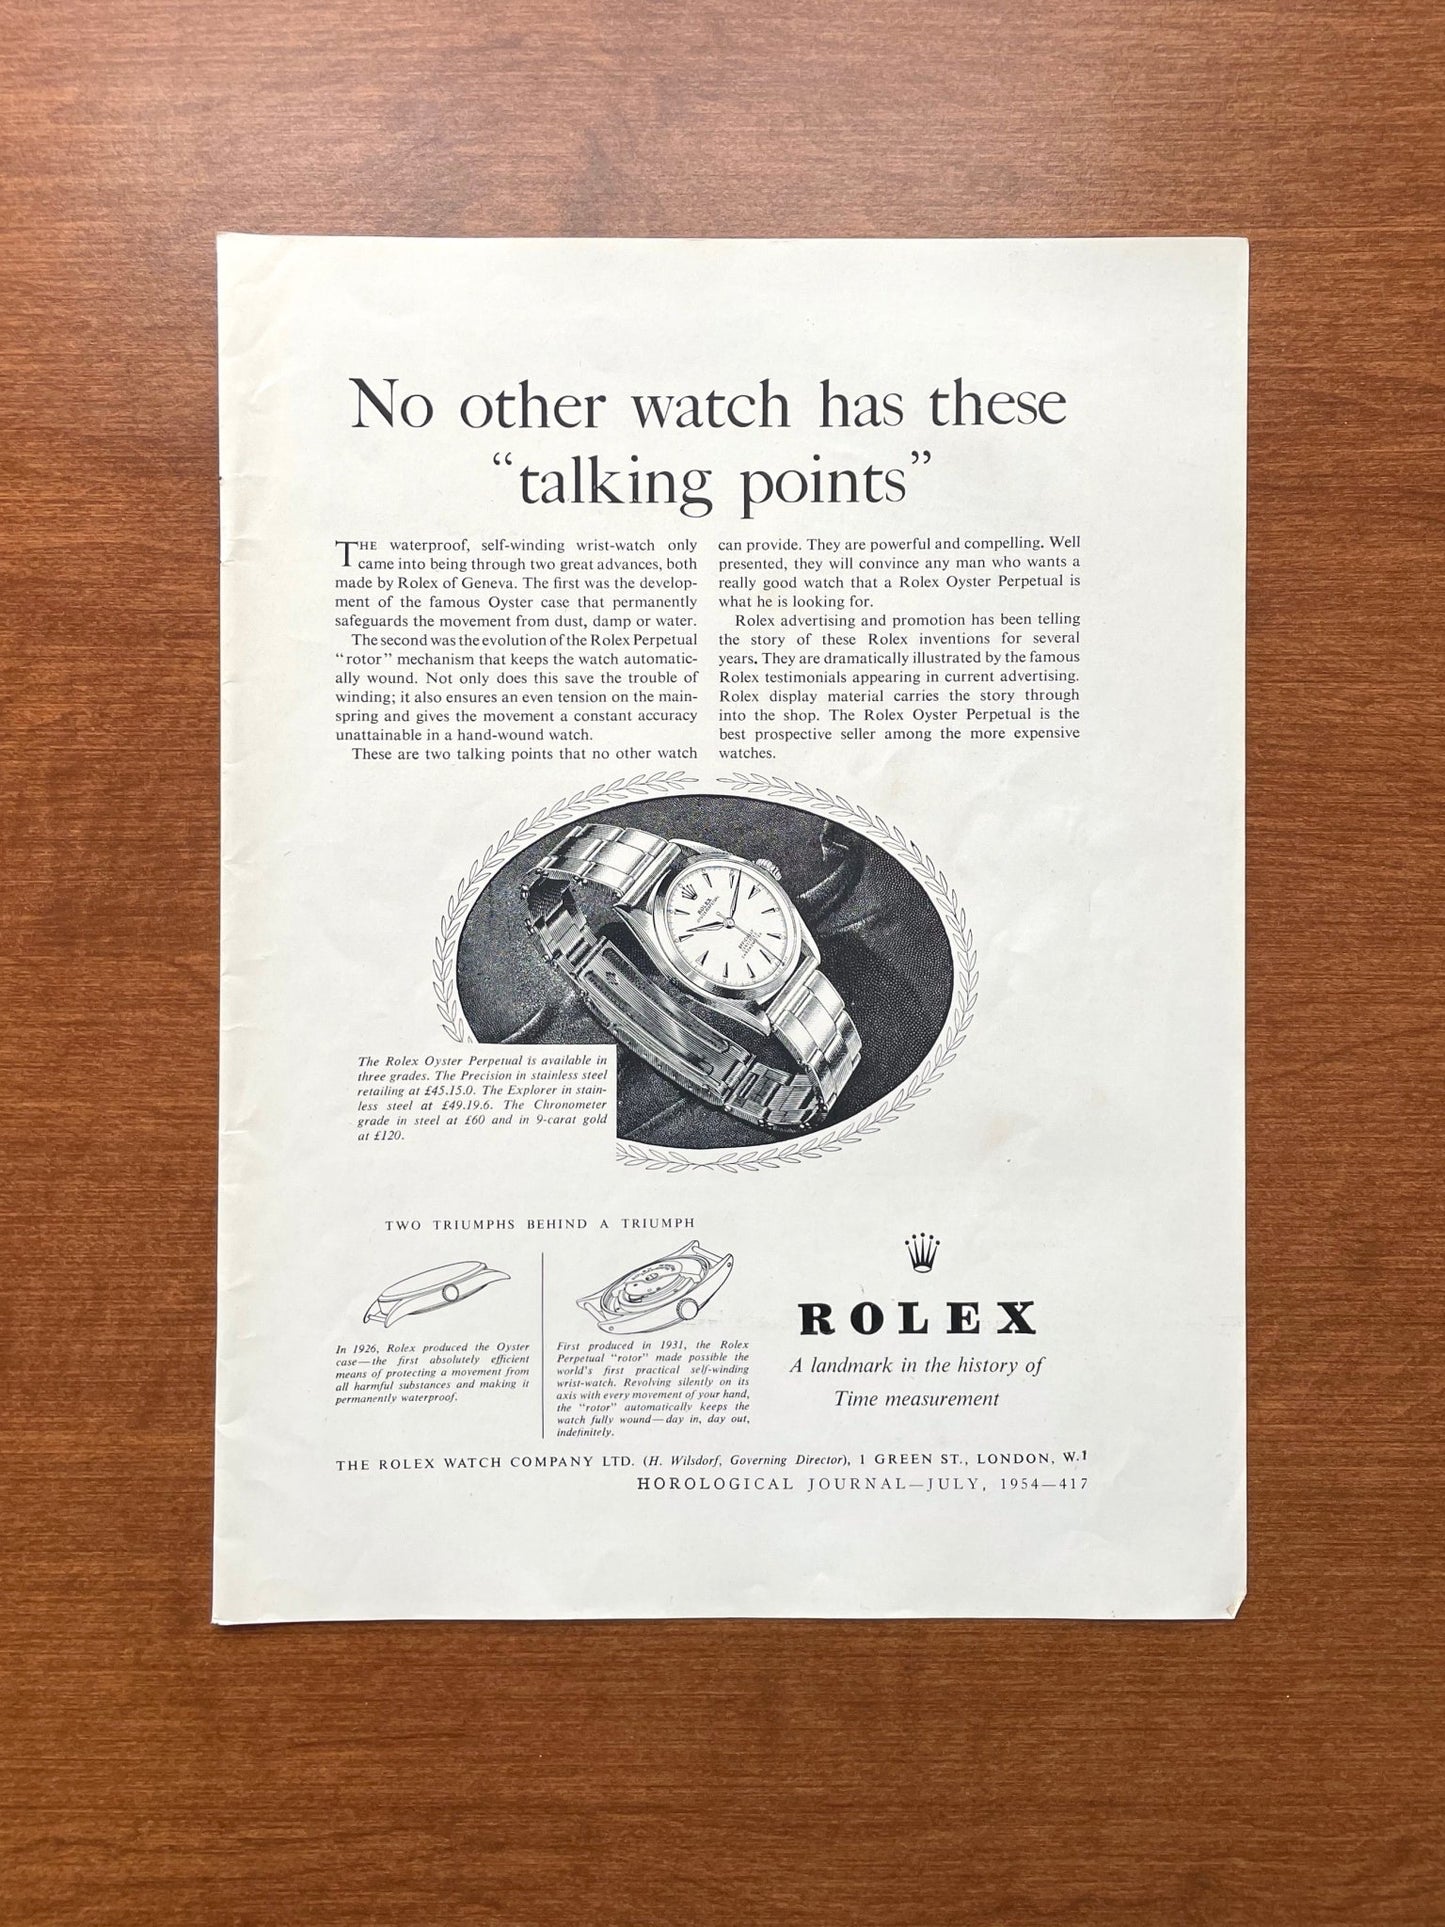 No other watch has these
“talking points”
THE waterproof, self-winding wrist-watch only
came into being through two great advances, both
made by Rolex of Geneva. The first was the develop-
ment of the famous Oyster case that permanently
safeguards the movement from dust, damp or water.
The second was the evolution of the Rolex Perpetual
“rotor” mechanism that keeps the watch automatic-
ally wound. Not only does this save the trouble of
winding; it also ensures an even tension on the main-
spring and gives the movement a constant accuracy
unattainable in a hand-wound watch.
These are two talking points that no other watch
can provide. They are powerful and compelling. Well
presented, they will convince any man who wants a
really good watch that a Rolex Oyster Perpetual is
what he is looking for.
Rolex advertising and promotion has been telling
the story of these Rolex inventions for several
years. They are dramatically illustrated by the famous
Rolex testimonials appearing in current advertising.
Rolex display material carries the story through
into the shop. The Rolex Oyster Perpetual is the
best prospective seller among the more expensive
watches.
ROLEX
The Rolex Oyster Perpetual is available in
three grades. The Precision in stainless steel
retailing at £45.15.0. The Explorer in stain-
less steel at £49.19.6. The Chronometer
grade in steel at £60 and in 9-carat gold
at £120.
TWO TRIUMPHS BEHIND A TRIUMPH
In 1926, Rolex produced the Oyster
case—the first absolutely efficient
means of protecting a movement from
all harmful substances and making it
permanently waterproof.
First produced in 1931, the Rolex
Perpetual “rotor” made possible the
world's first practical self-winding
wrist-watch. Revolving silently on its
axis with every movement of your hand,
the “rotor” automatically keeps the
watch fully wound—day in, day out,
indefinitely.
ROLEX
A landmark in the history of
Time measurement
THE ROLEX WATCH COMPANY LTD. (H. Wilsdorf, Governing Director), 1 GREEN ST., LONDON, W.1
HOROLOGICAL JOURNAL—JULY, 1954—417